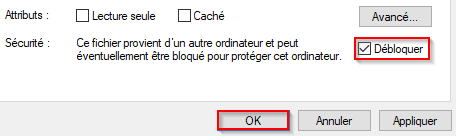 Attributs : Lecture seule Caché Avancé...
Sécurité : Ce fichier provient d'un autre ordinateur et peut
éventuellement être bloqué pour protéger cet ordinateur. Débloquer
OK Annuler Appliquer